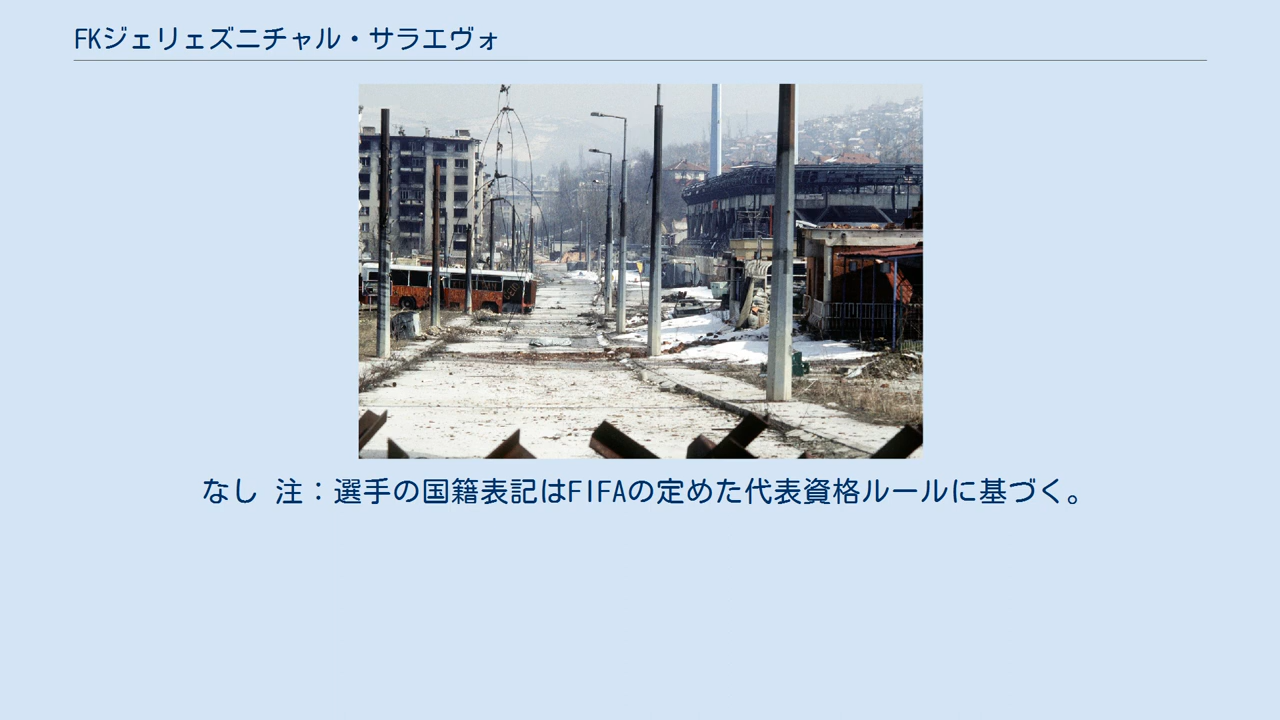 FKジェリェズニチャル・サラエヴォ
なし 注：選手の国籍表記はFIFAの定めた代表資格ルールに基づく。